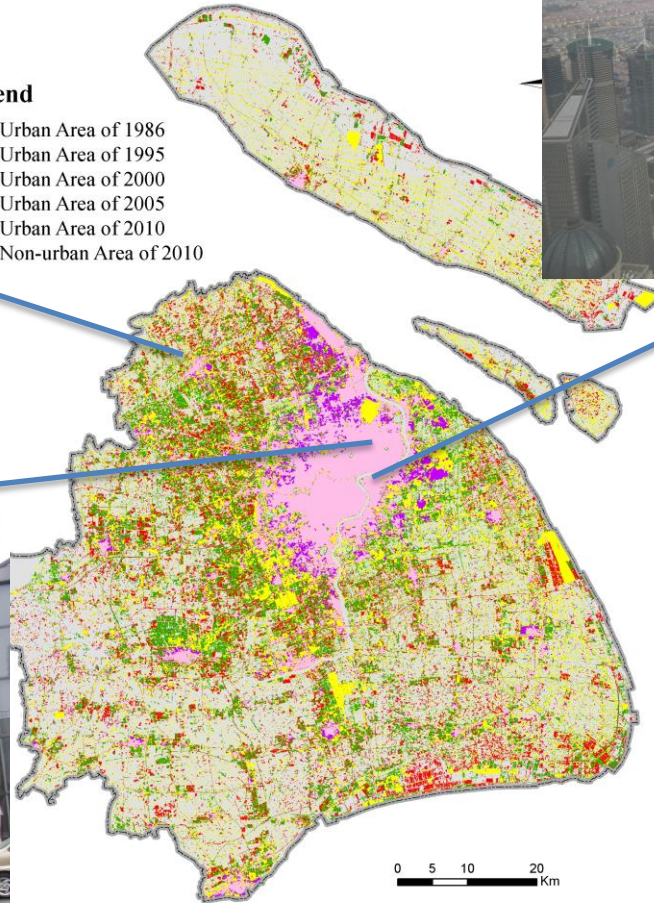 end
Urban Area of 1986
Urban Area of 1995
Urban Area of 2000
Urban Area of 2005
Urban Area of 2010
Non-urban Area of 2010
0 5 10 20
Km